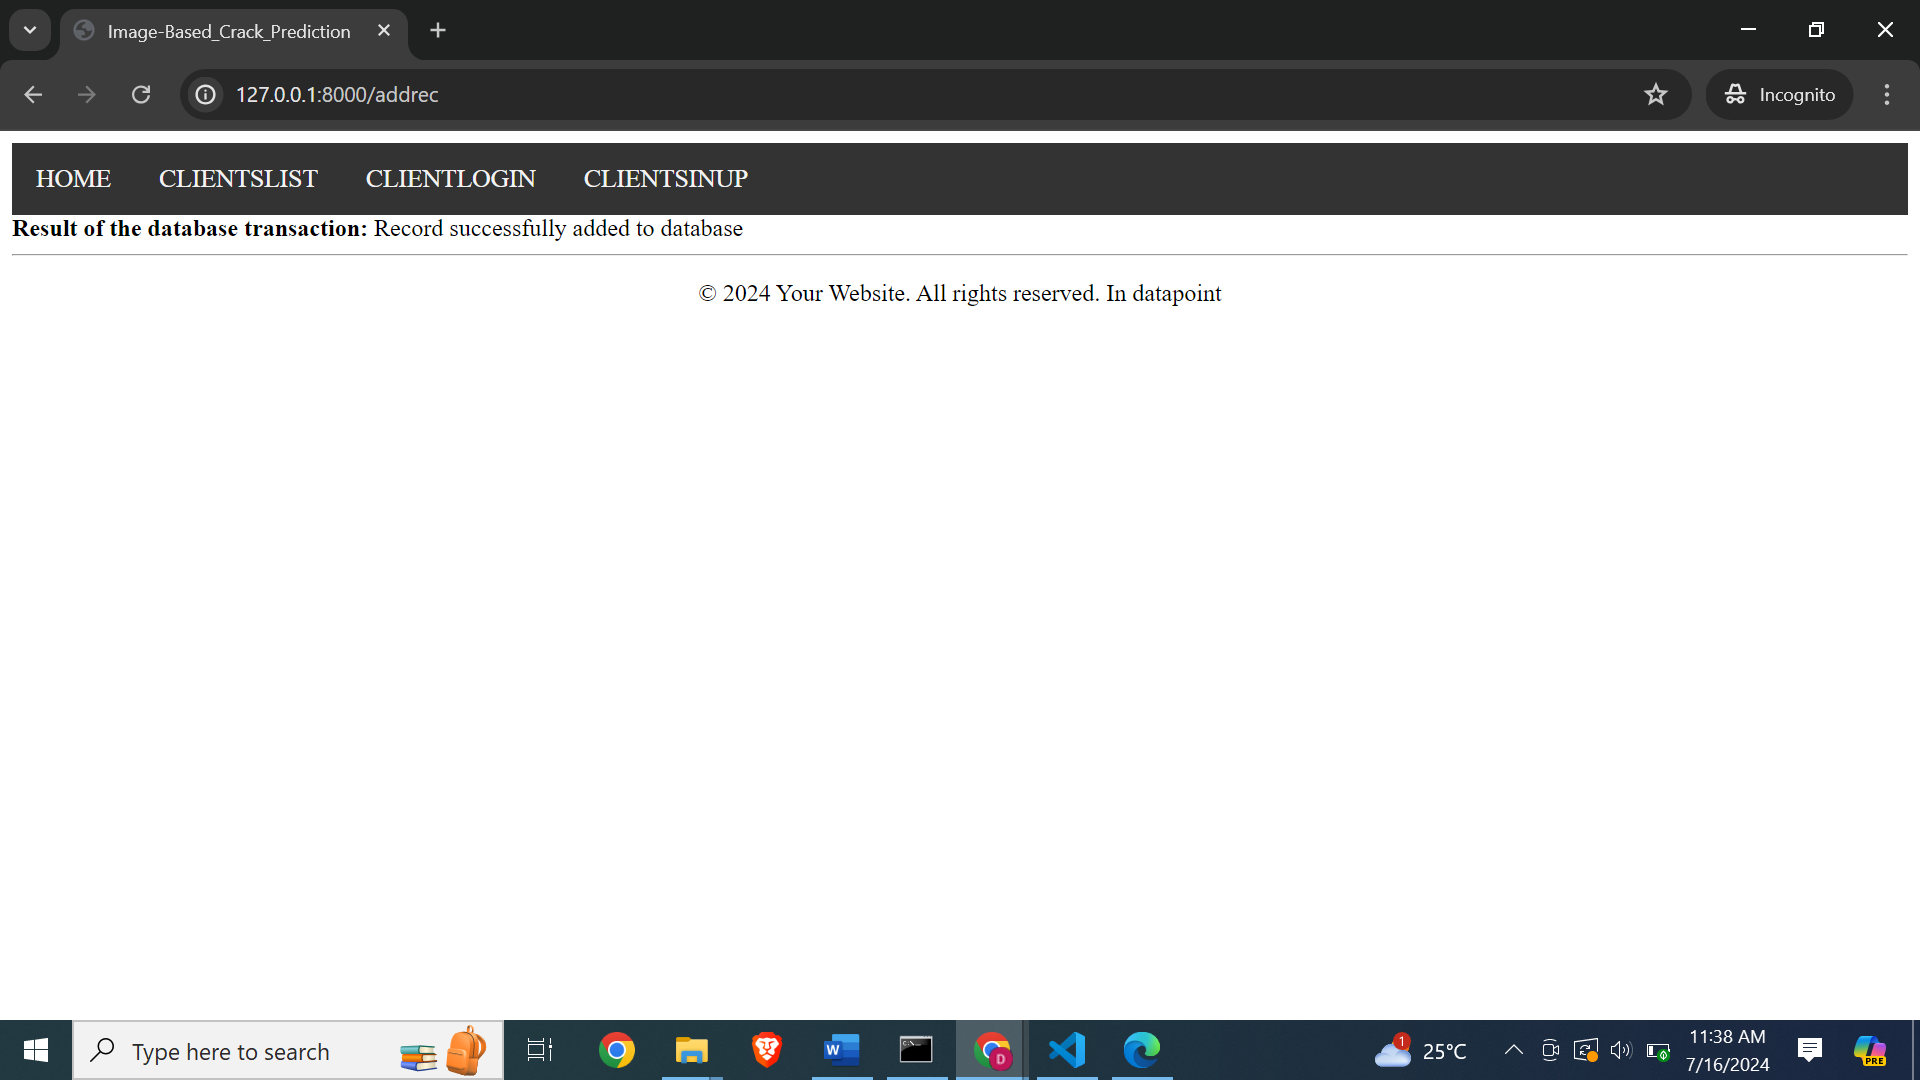 Image-Based_Crack_Prediction
127.0.0.1:8000/addrec
Incognito
HOME CLIENTSLIST CLIENTLOGIN CLIENTSINUP
Result of the database transaction: Record successfully added to database
© 2024 Your Website. All rights reserved. In datapoint
Type here to search
W
C:\_
D
1
25°C
11:38 AM
7/16/2024
PRE